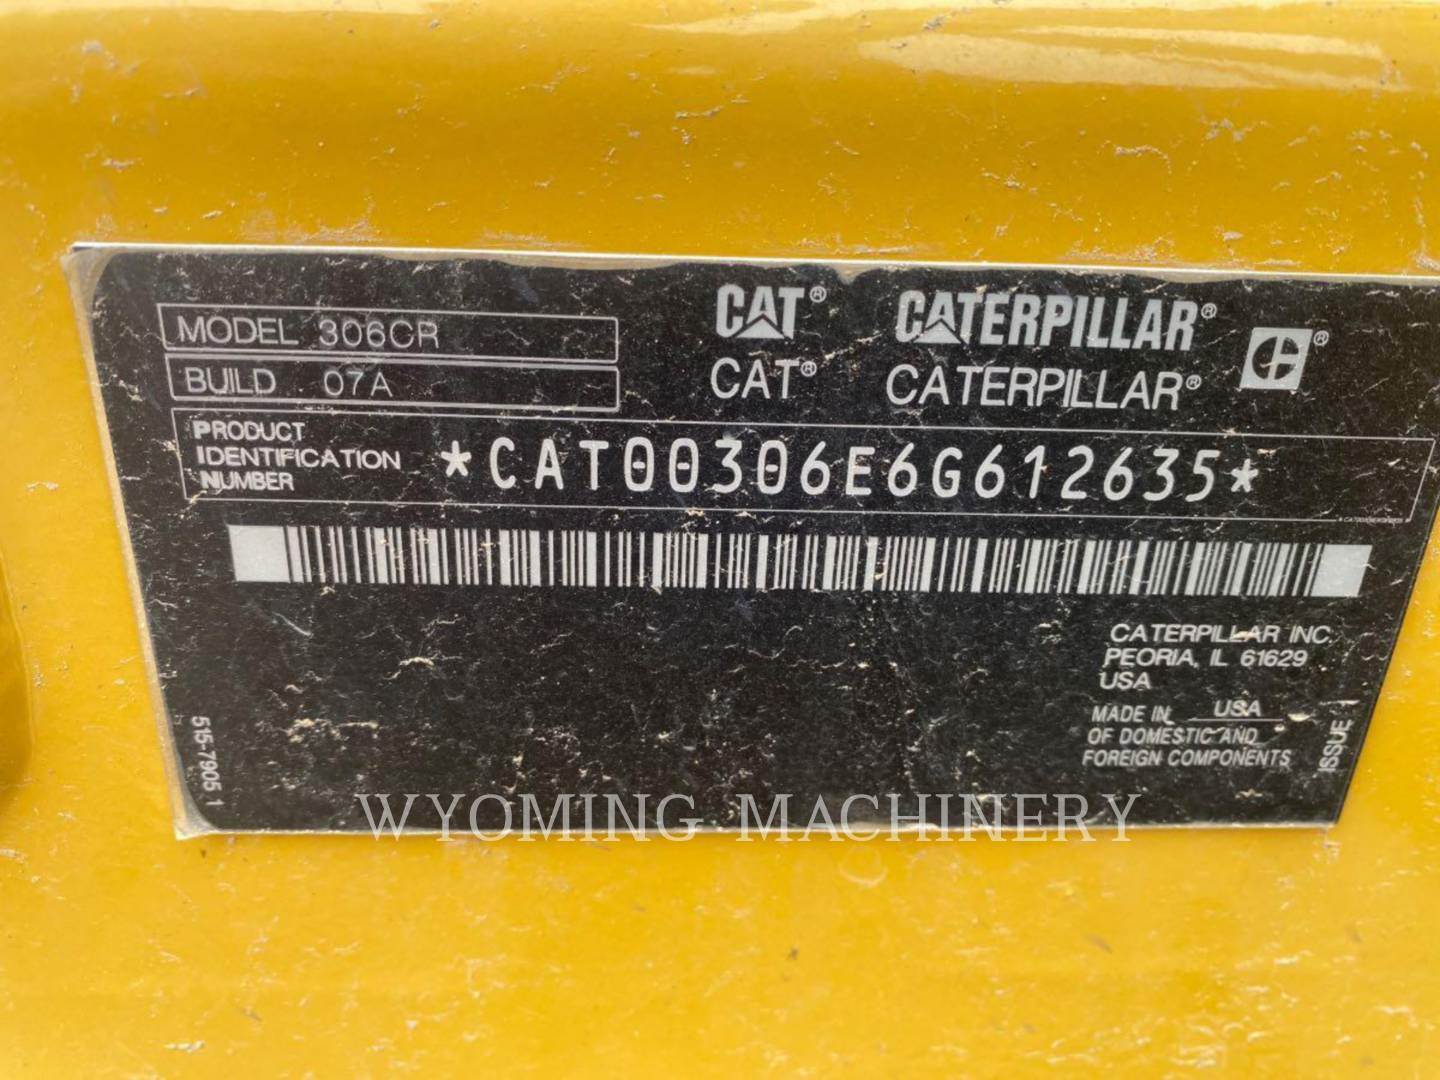 MODEL 306CR
BUILD 07A
CAT® CATERPILLAR®
CAT® CATERPILLAR®
®
PRODUCT
IDENTIFICATION
NUMBER
*CAT00306E6G612635*
CATERPILLAR INC.
PEORIA, IL 61629
USA
MADE IN USA
OF DOMESTIC AND
FOREIGN COMPONENTS
ISSUE 1
515-7905 1
WYOMING MACHINERY